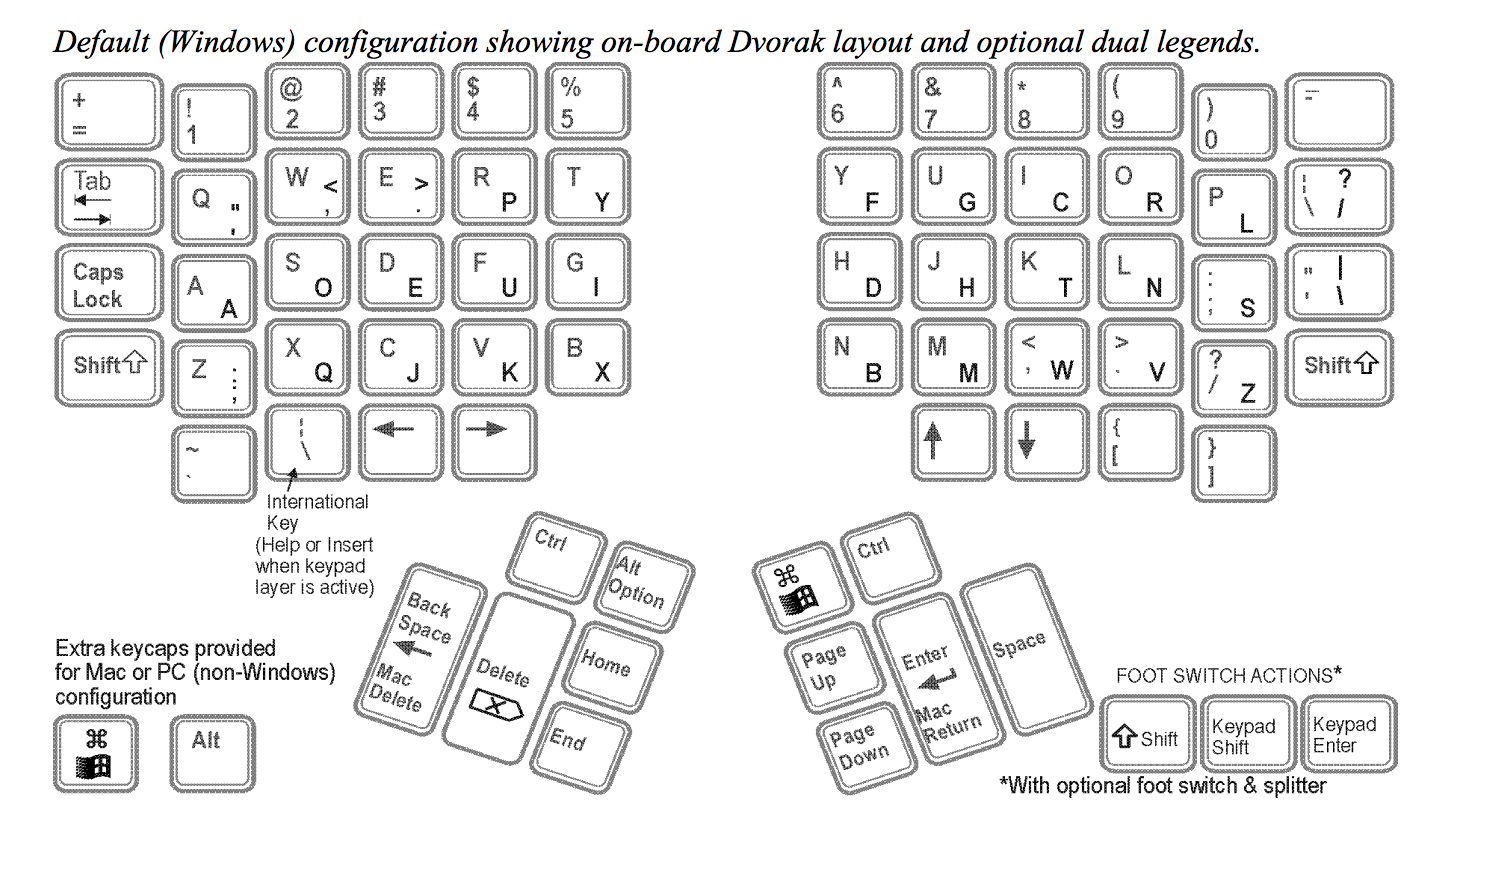 Default (Windows) configuration showing on-board Dvorak layout and optional dual legends.
+ ! @ # $ % ^ & * ( ) -
= 1 2 3 4 5 6 7 8 9 0
Tab Q " ' W < , E > . R P T Y Y F U G I C O R P L ¦ \ ? /
Caps Lock A A S O D E F U G I H D J H K T L N : ; S " ' | \
Shift Z : ; X Q C J V K B X N B M M < , W > . V ? / Z Shift
~ ` ¦ \ ← → ↑ ↓ { [ } ]
International
Key
(Help or Insert
when keypad
layer is active)
Ctrl
Alt
Option
Back
Space
Mac
Delete
Delete
Home
End
Ctrl
⌘
Page
Up
Enter
Mac
Return
Space
Page
Down
Extra keycaps provided
for Mac or PC (non-Windows)
configuration
⌘
Alt
FOOT SWITCH ACTIONS*
Shift
Keypad
Shift
Keypad
Enter
*With optional foot switch & splitter